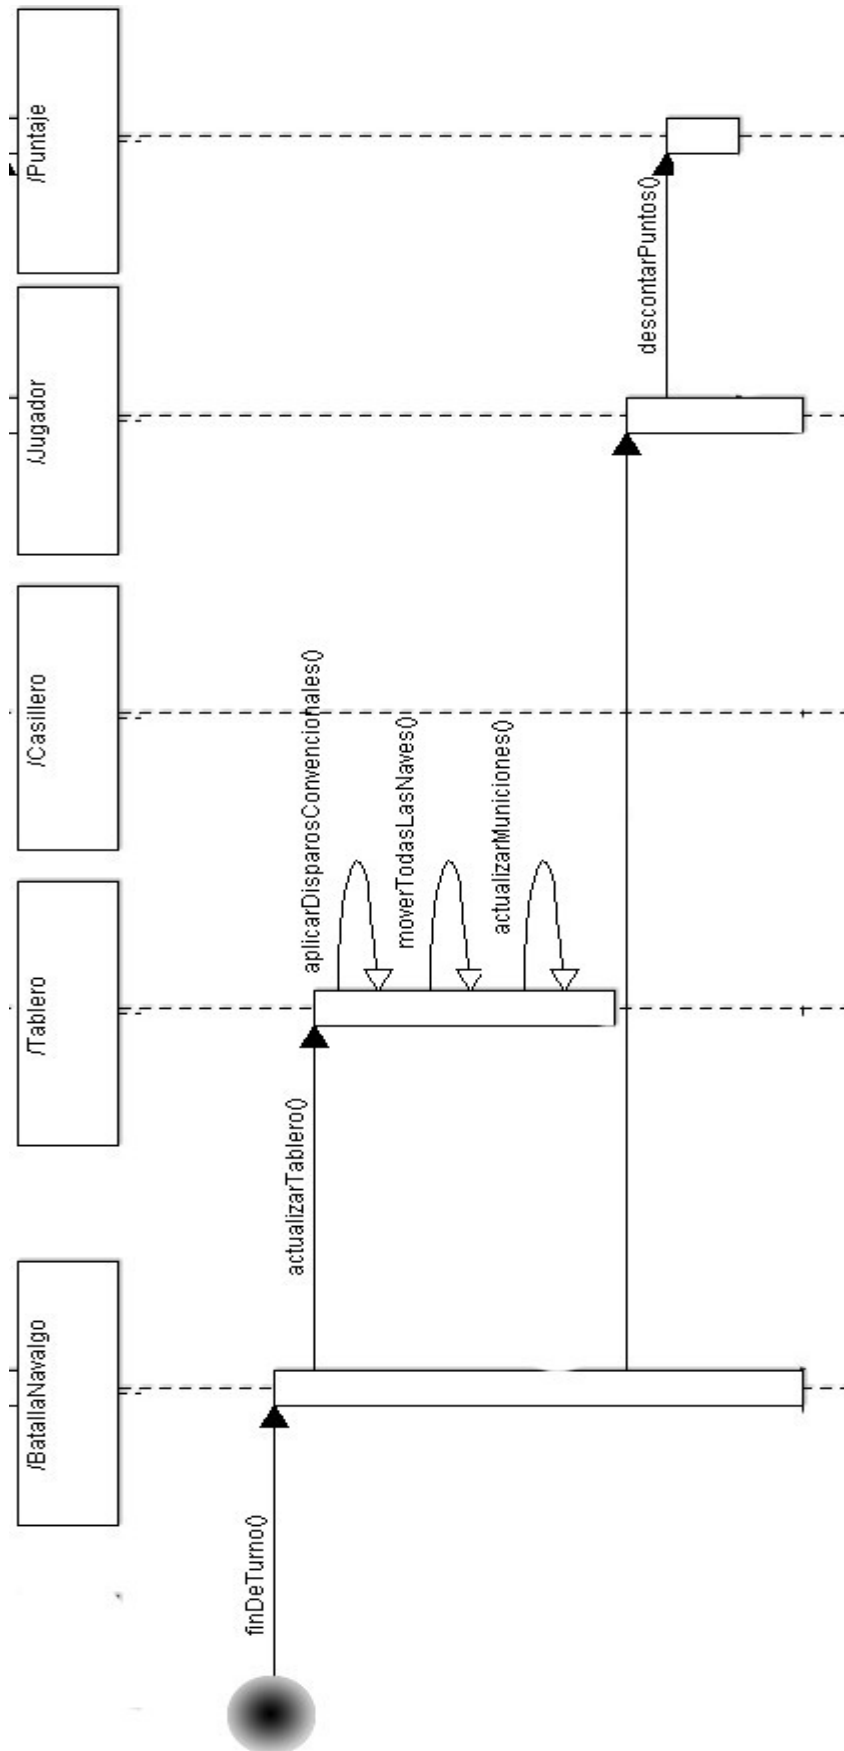 /BatallaNavalgo
/Tablero
/Casillero
/Jugador
/Puntaje
finDeTurno()
actualizarTablero()
aplicarDisparosConvencionales()
moverTodasLasNaves()
actualizarMuniciones()
descontarPuntos()